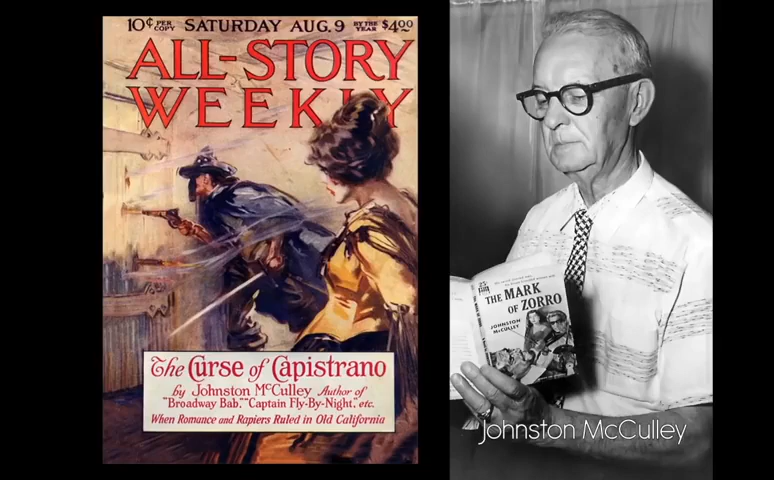 10¢ PER COPY SATURDAY AUG. 9 BY THE YEAR $4.00
ALL-STORY
WEEKLY
The Curse of Capistrano
by Johnston McCulley Author of
"Broadway Bab," "Captain Fly-By-Night," etc.
When Romance and Rapiers Ruled in Old California
THE MARK
OF ZORRO
JOHNSTON
McCULLEY
Johnston McCulley